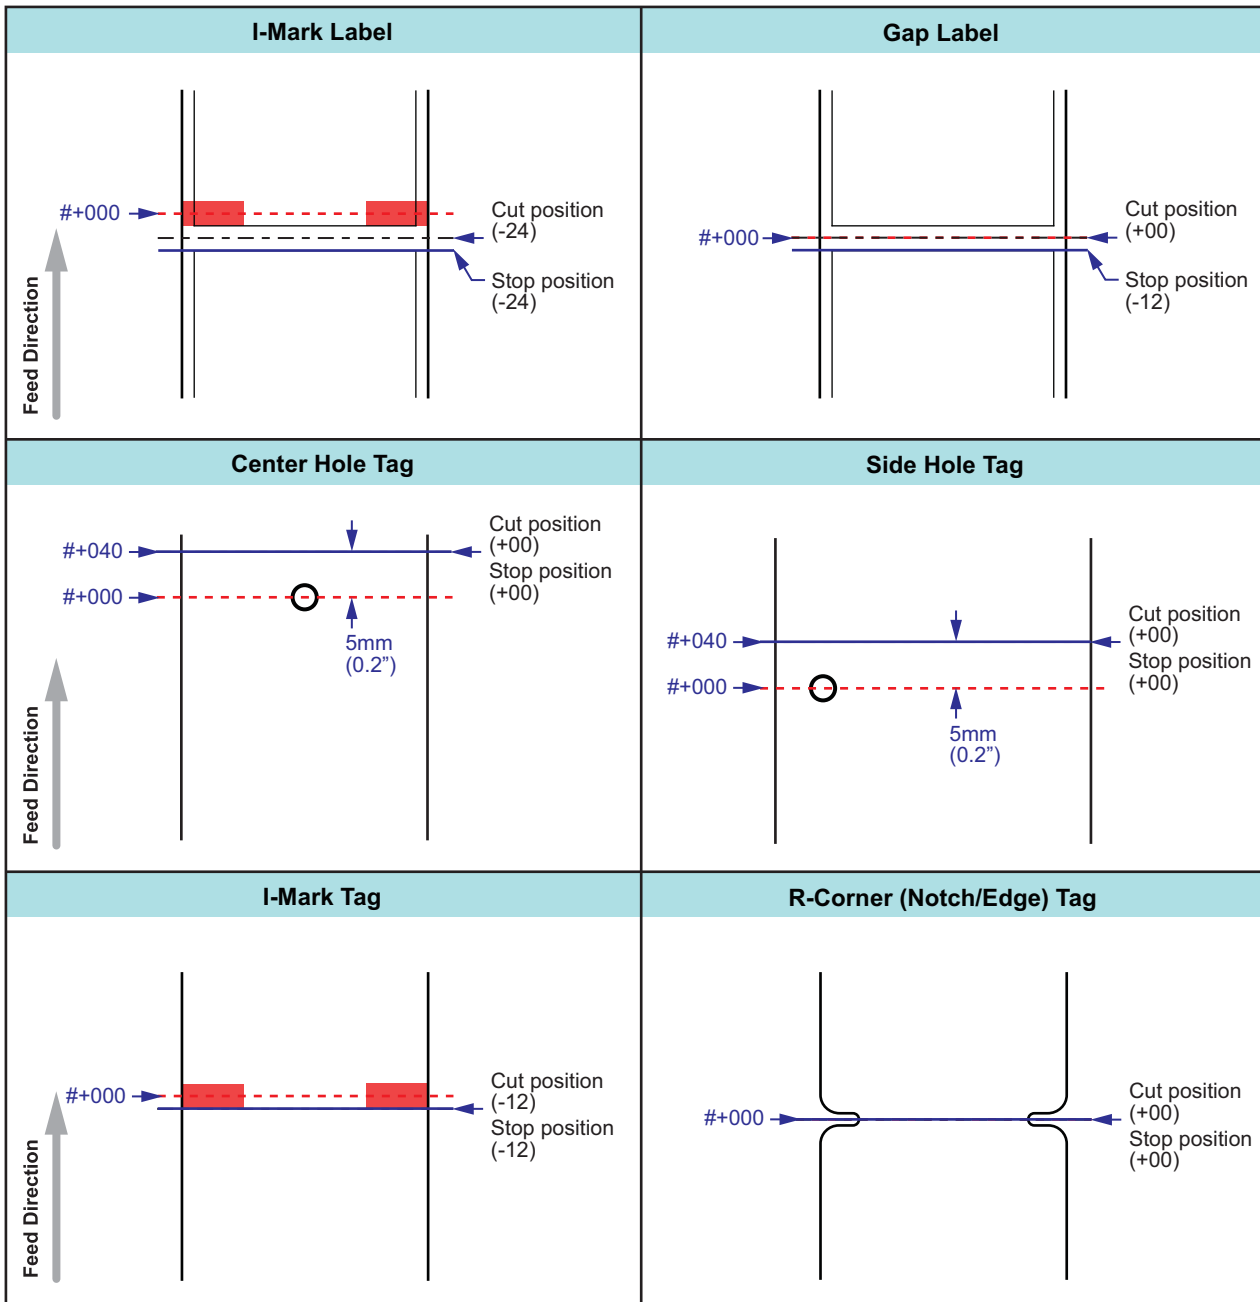 I-Mark Label
#+000
Cut position
(-24)
Stop position
(-24)
Feed Direction
Gap Label
#+000
Cut position
(+00)
Stop position
(-12)
Center Hole Tag
#+040
#+000
Cut position
(+00)
Stop position
(+00)
5mm
(0.2”)
Feed Direction
Side Hole Tag
#+040
#+000
Cut position
(+00)
Stop position
(+00)
5mm
(0.2”)
I-Mark Tag
#+000
Cut position
(-12)
Stop position
(-12)
Feed Direction
R-Corner (Notch/Edge) Tag
#+000
Cut position
(+00)
Stop position
(+00)